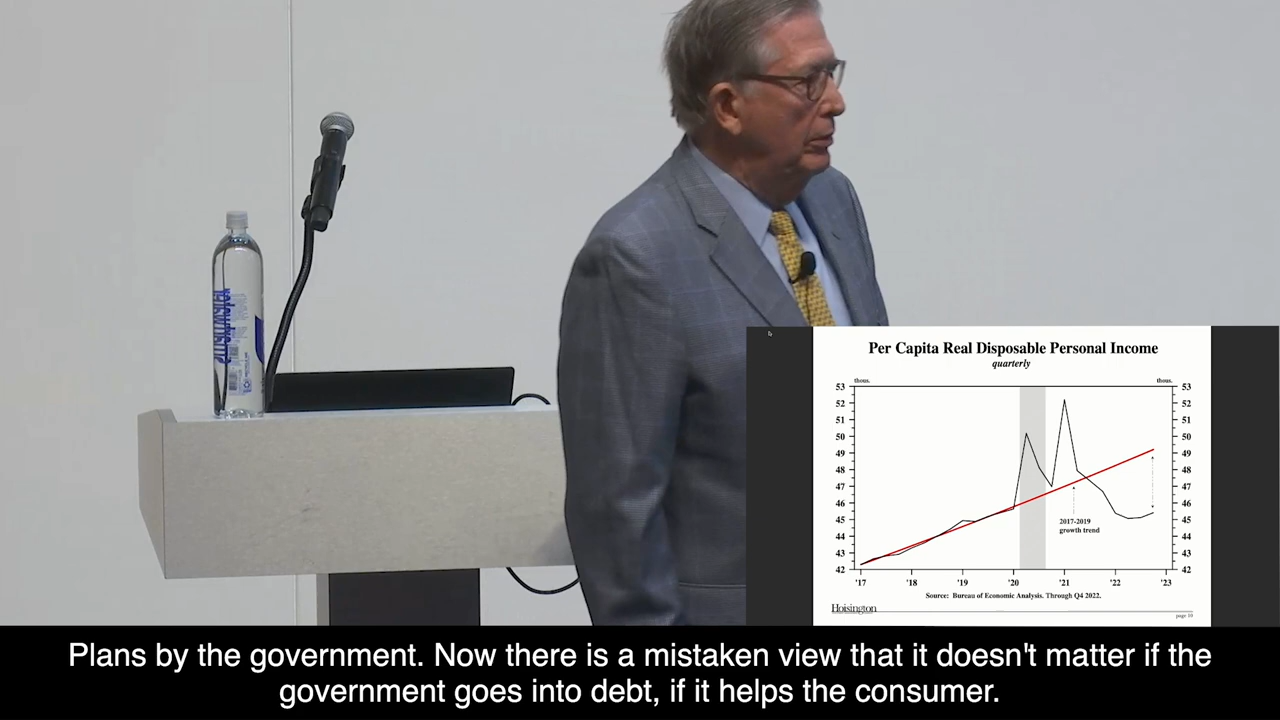 Per Capita Real Disposable Personal Income
quarterly
thous. thous.
53 53
52 52
51 51
50 50
49 49
48 48
47 47
46 46
45 45
44 44
43 43
42 42
2017-2019
growth trend
'17 '18 '19 '20 '21 '22 '23
Source: Bureau of Economic Analysis. Through Q4 2022.
Hoisington
page 10
Plans by the government. Now there is a mistaken view that it doesn't matter if the
government goes into debt, if it helps the consumer.